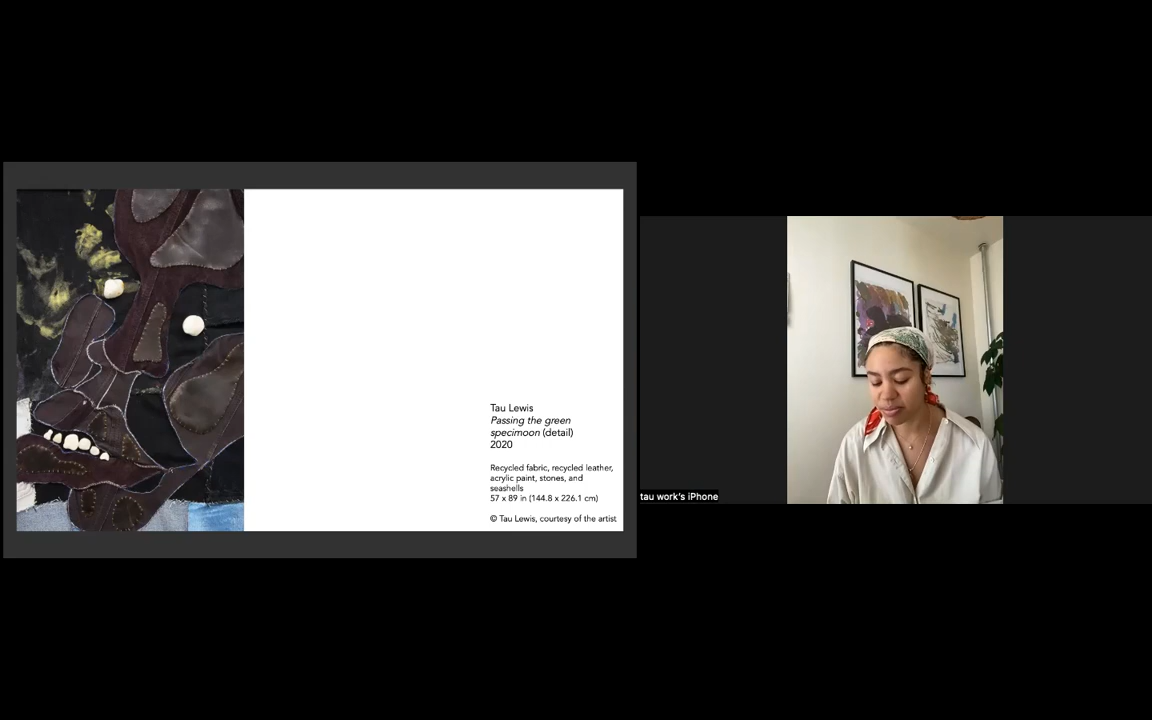 Tau Lewis
Passing the green
specimoon (detail)
2020
Recycled fabric, recycled leather,
acrylic paint, stones, and
seashells
57 x 89 in (144.8 x 226.1 cm)
© Tau Lewis, courtesy of the artist
tau work's iPhone